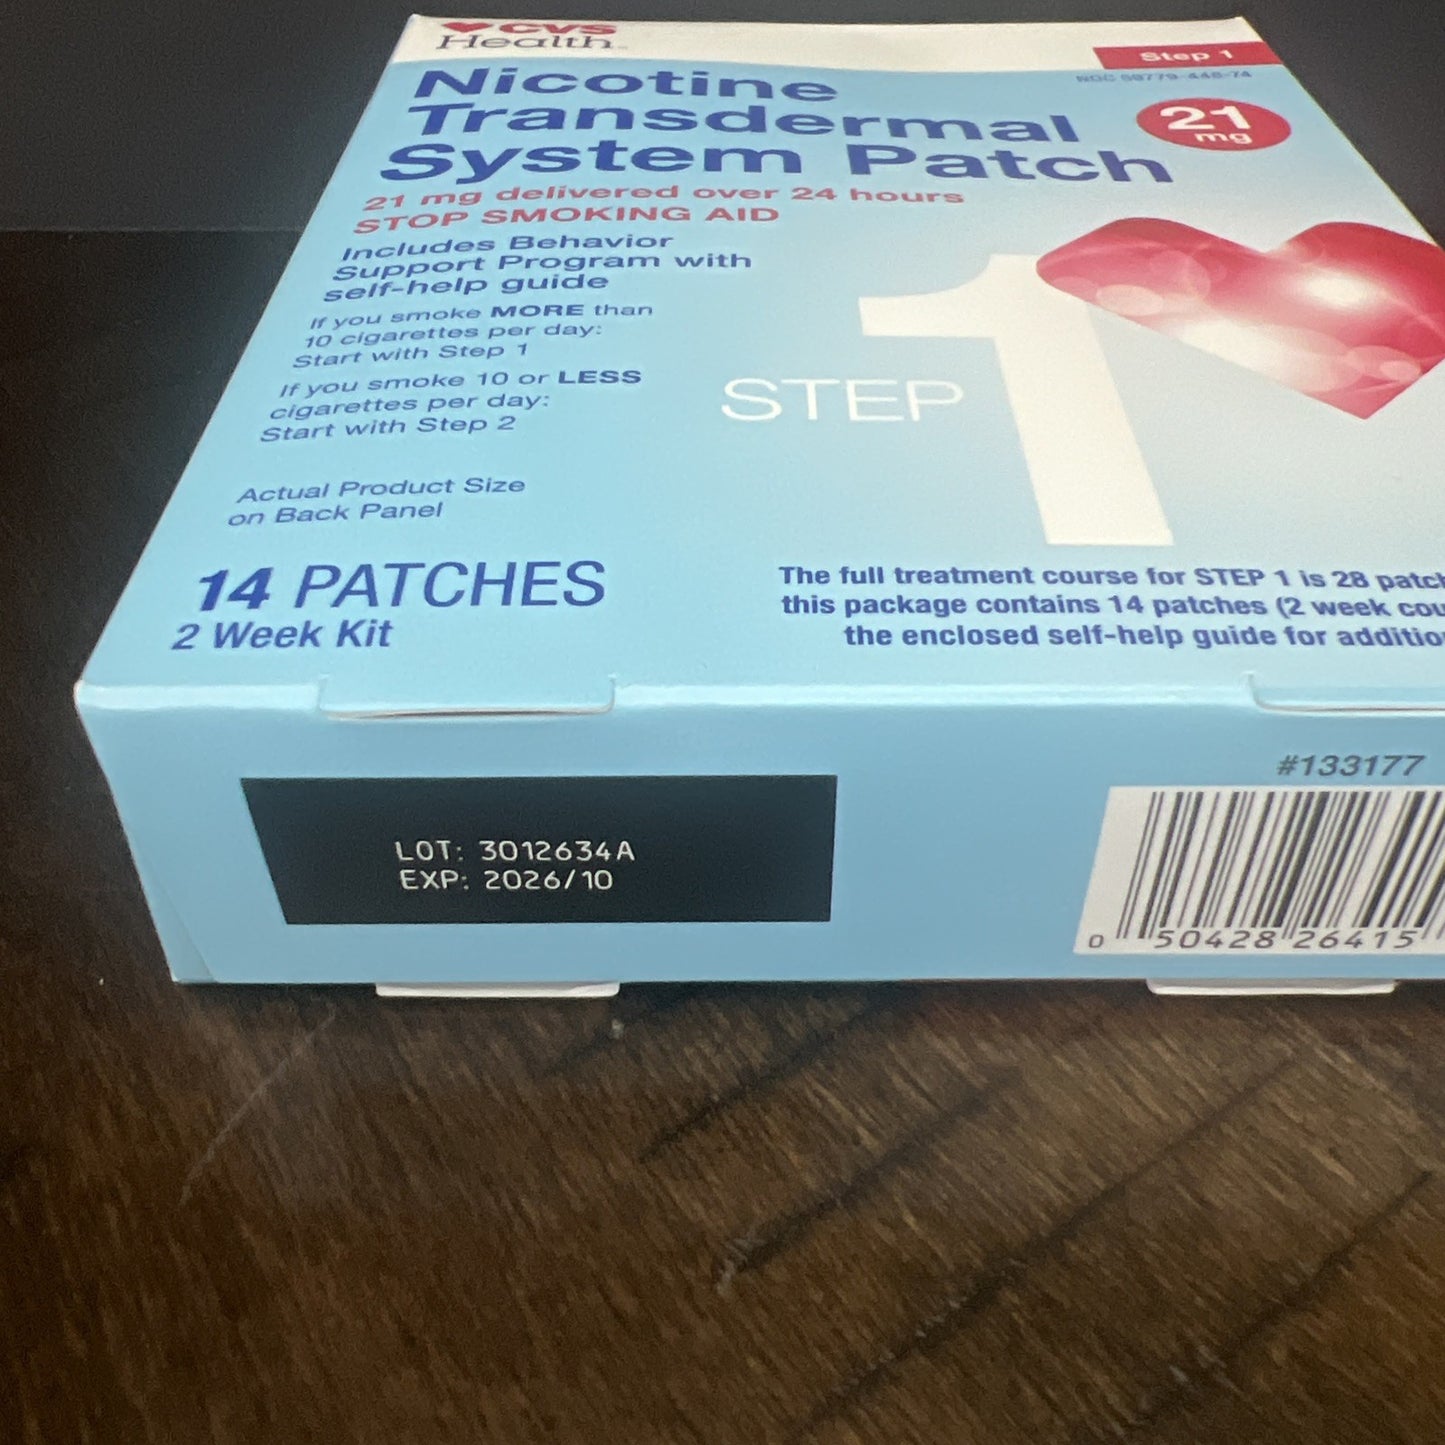 CVS
Health
Step 1
Nicotine
Transdermal
System Patch
21
mg
21 mg delivered over 24 hours
STOP SMOKING AID
Includes Behavior
Support Program with
self-help guide
If you smoke MORE than
10 cigarettes per day:
Start with Step 1
If you smoke 10 or LESS
cigarettes per day:
Start with Step 2
STEP 1
Actual Product Size
on Back Panel
14 PATCHES
2 Week Kit
The full treatment course for STEP 1 is 28
this package contains 14 patches (2 week
the enclosed self-help guide for
#133177
LOT: 3012634A
EXP: 2026/10
0 50428 26415